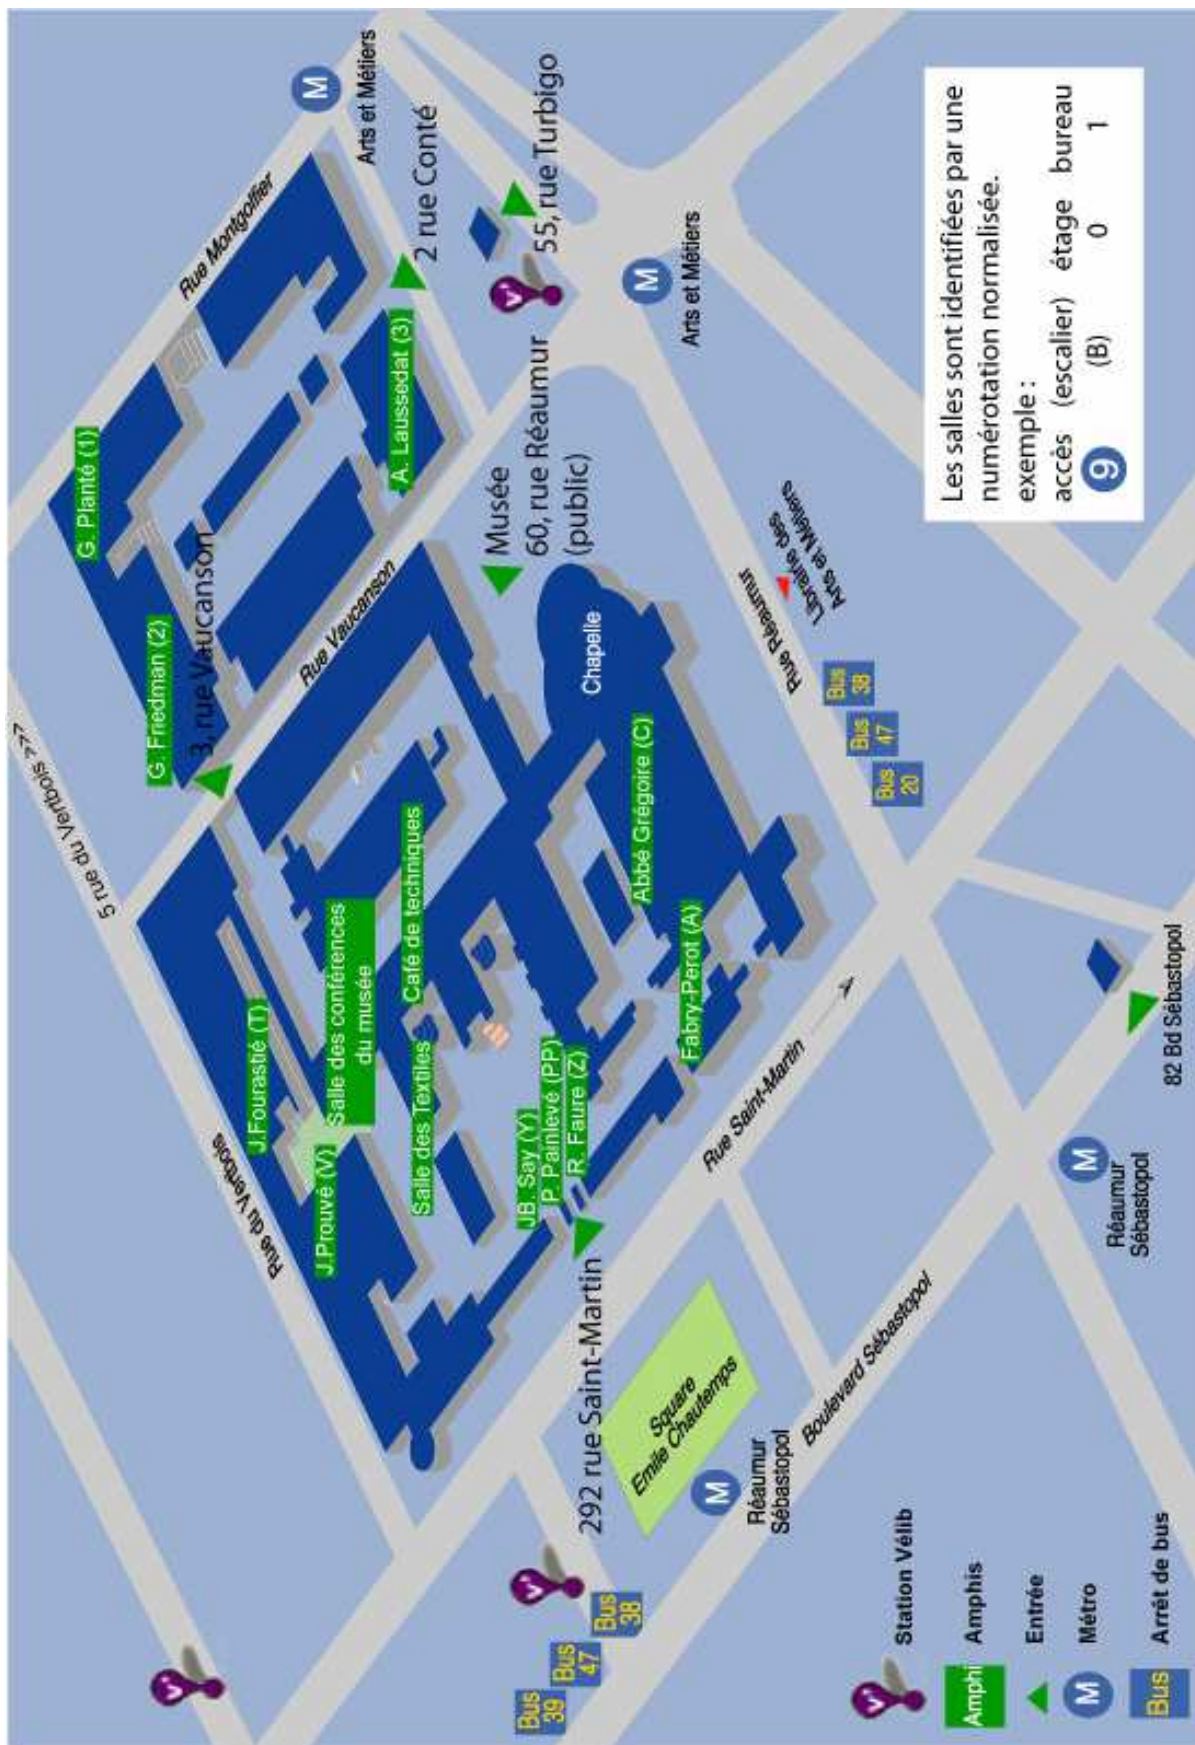 5 rue du Vertbois >>>
G. Planté (1)
Rue Montgolfier
M
Arts et Métiers
G. Friedman (2)
3, rue Vaucanson
A. Laussedat (3)
2 rue Conté
Rue Vaucanson
Musée
60, rue Réaumur
(public)
55, rue Turbigo
M
Arts et Métiers
Rue du Vertbois
J.Fourastié (T)
J.Prouvé (V)
Salle des conférences
du musée
Café de techniques
Salle des Textiles
Chapelle
Abbé Grégoire (C)
JB. Say (Y)
P. Painlevé (PP)
R. Faure (Z)
Fabry-Perot (A)
Rue Réaumur
Librairie des
Arts et Métiers
Bus
38
Bus
47
Bus
20
292 rue Saint-Martin
Rue Saint-Martin
Square
Emile Chautemps
M
Réaumur
Sébastopol
Boulevard Sébastopol
M
Réaumur
Sébastopol
82 Bd Sébastopol
Bus
39
Bus
47
Bus
38
Station Vélib
Amphi
Amphis
Entrée
M
Métro
Bus
Arrêt de bus
Les salles sont identifiées par une
numérotation normalisée.
exemple :
accès (escalier) étage bureau
9 (B) 0 1